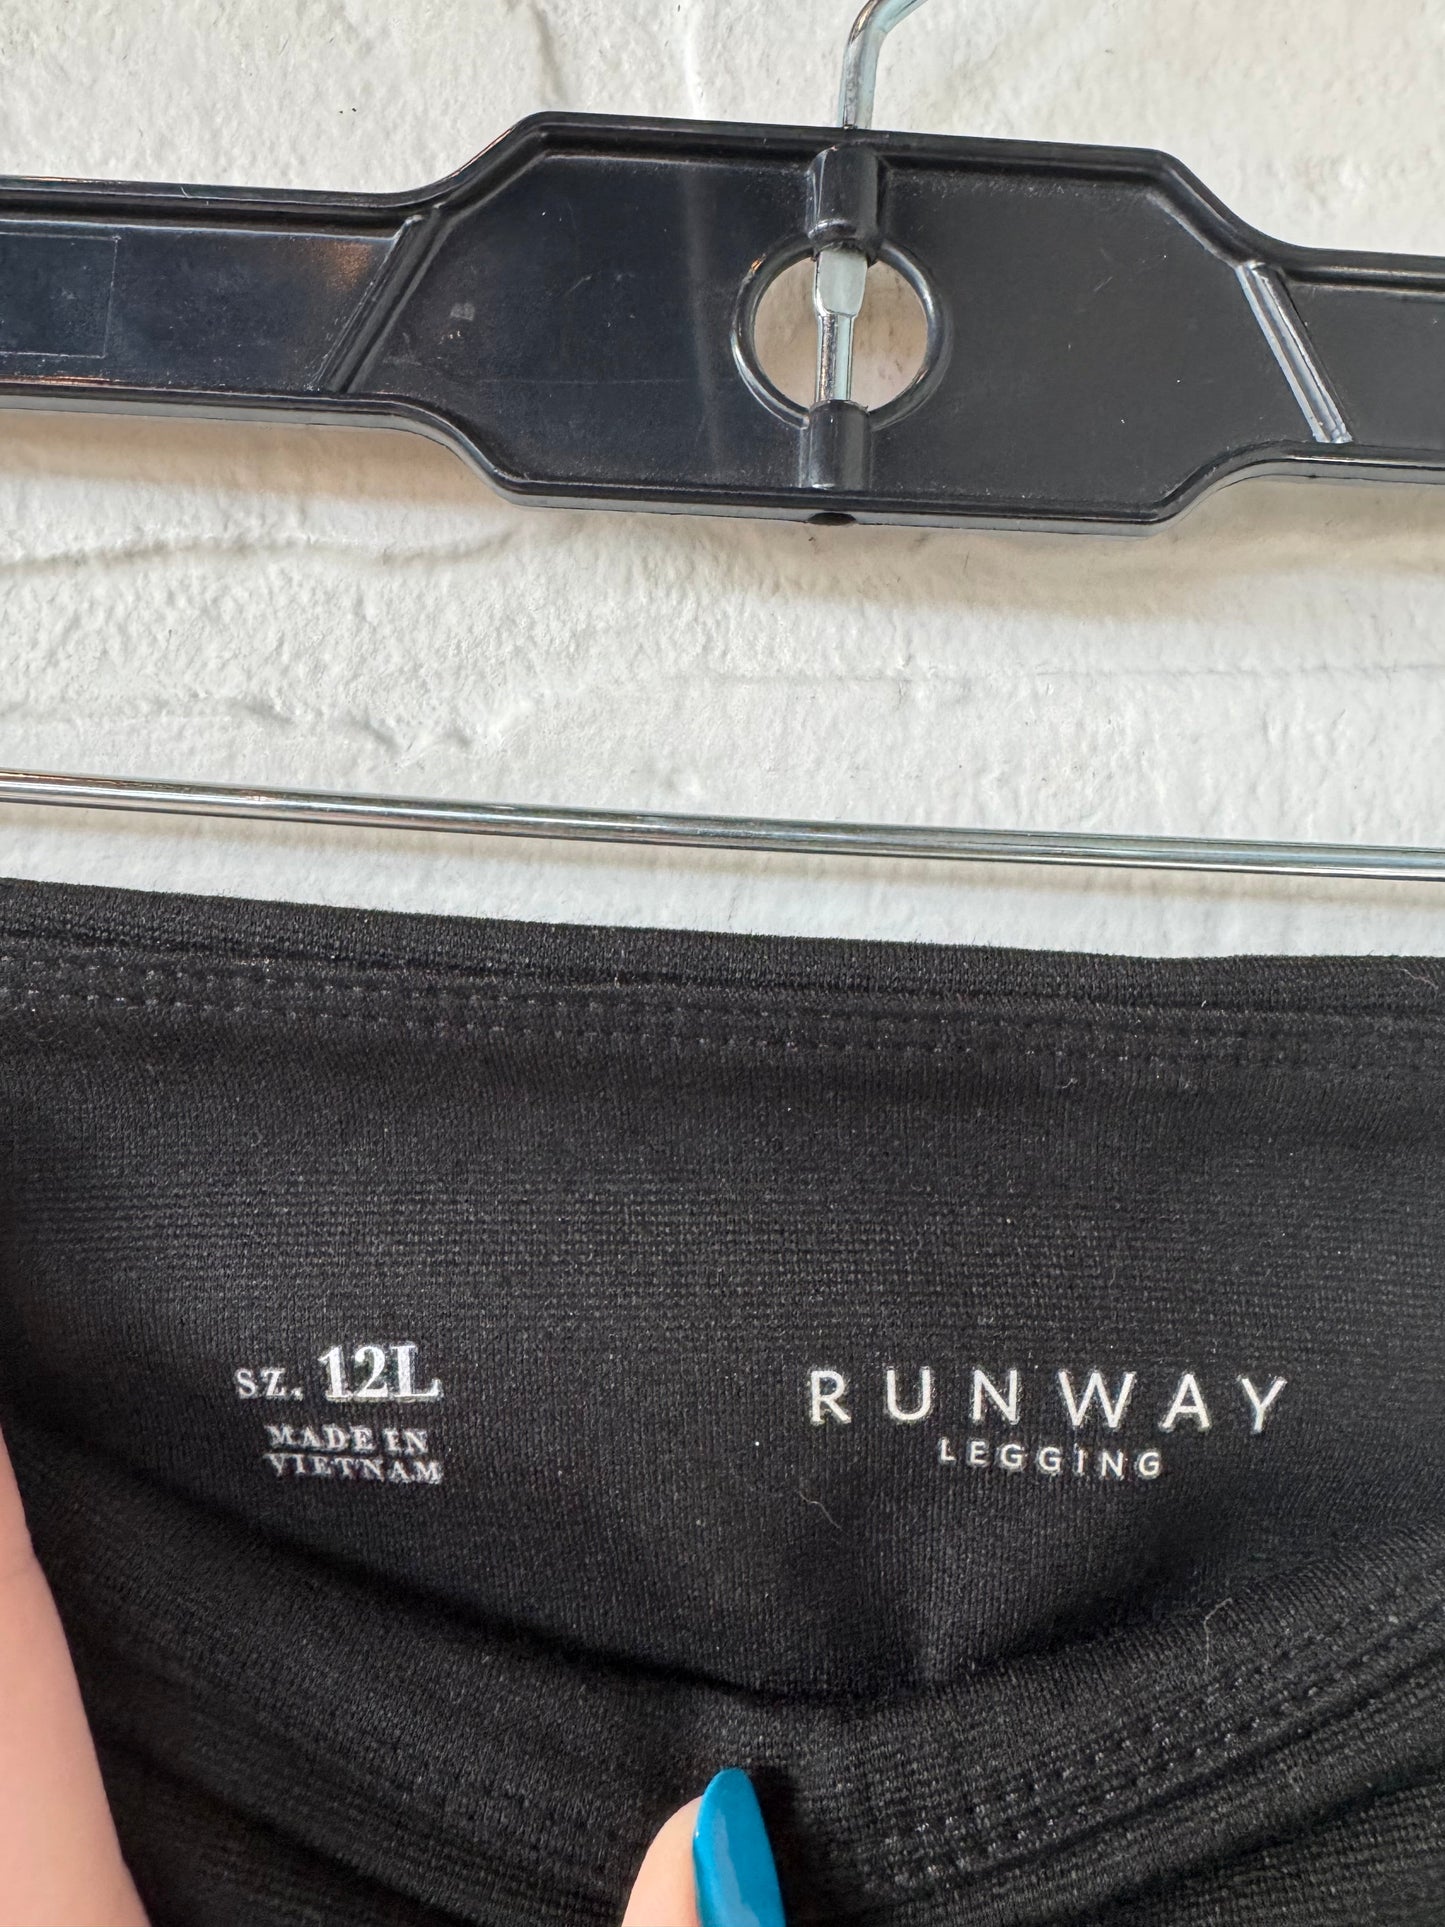 SZ. 12L
MADE IN
VIETNAM
RUNWAY
LEGGING